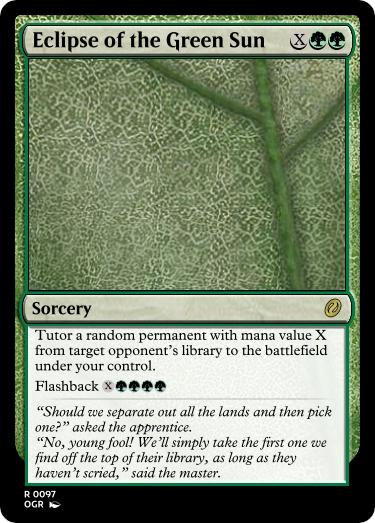 Eclipse of the Green Sun X
Sorcery
Tutor a random permanent with mana value X
from target opponent's library to the battlefield
under your control.
Flashback X
“Should we separate out all the lands and then pick
one?” asked the apprentice.
“No, young fool! We'll simply take the first one we
find off the top of their library, as long as they
haven't scried,” said the master.
R 0097
OGR